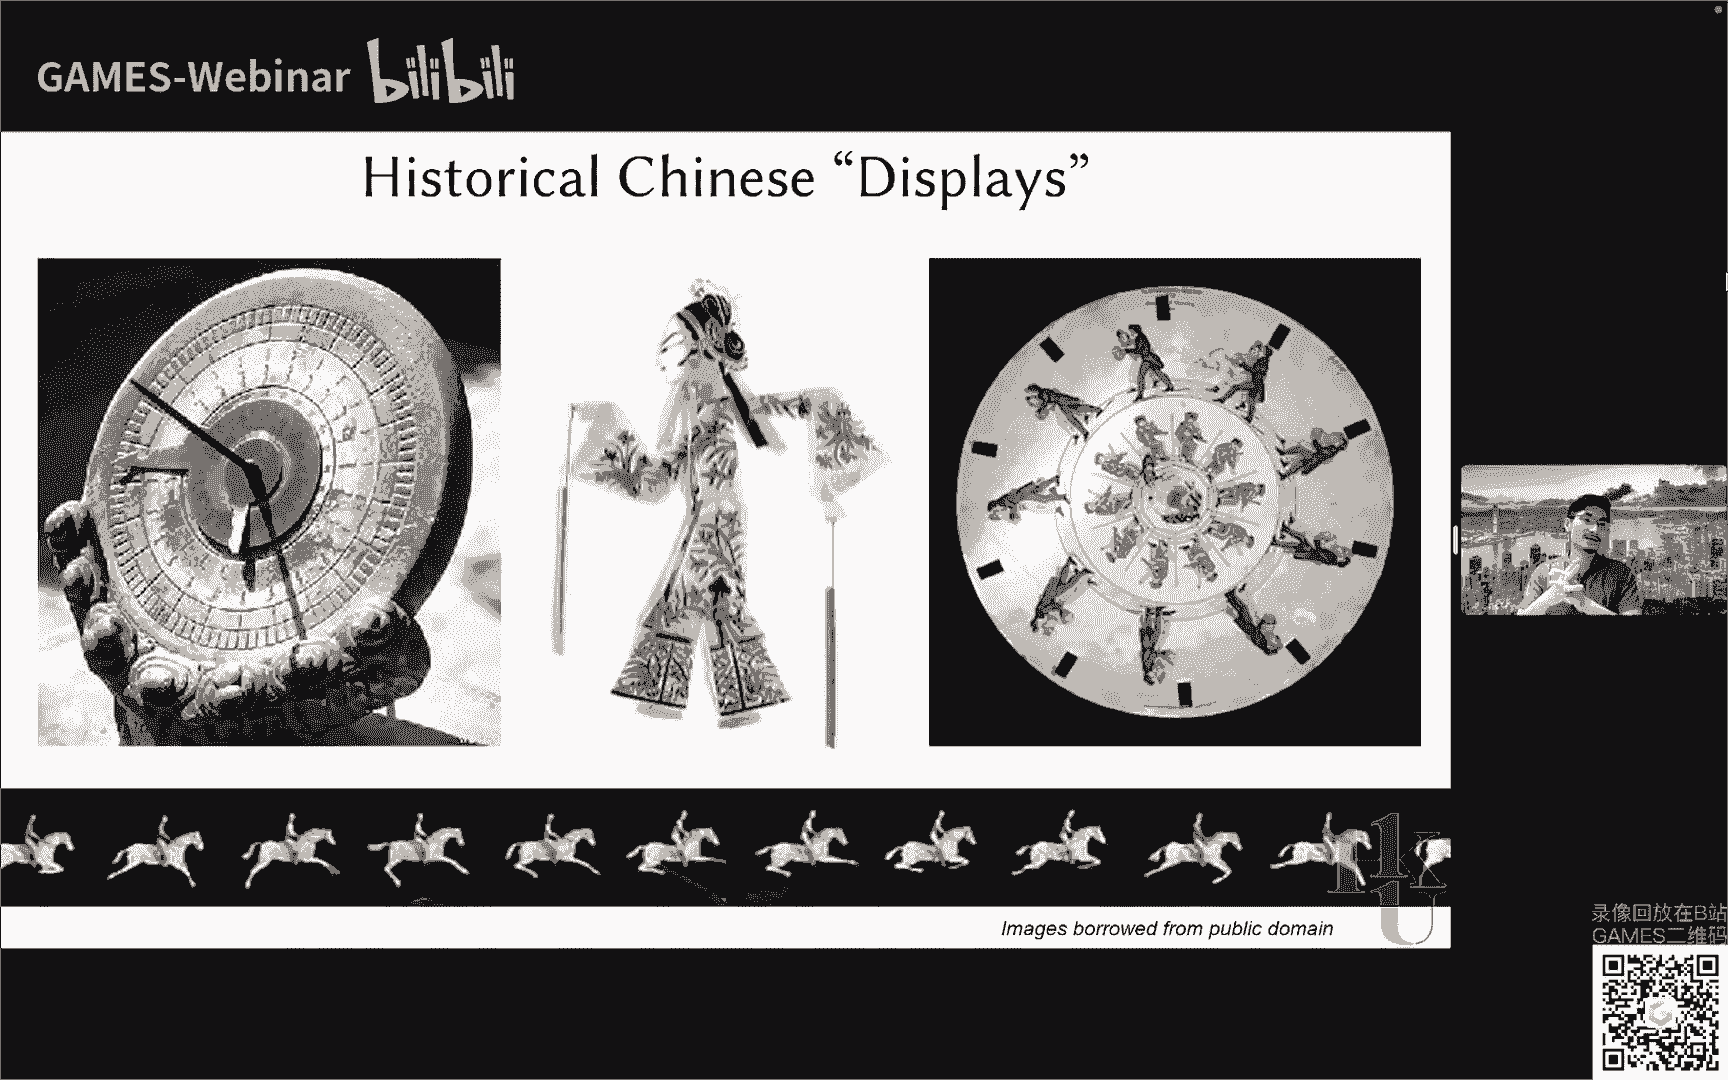 GAMES-Webinar bilibili
Historical Chinese “Displays”
Images borrowed from public domain
录像回放在B站
GAMES二维码